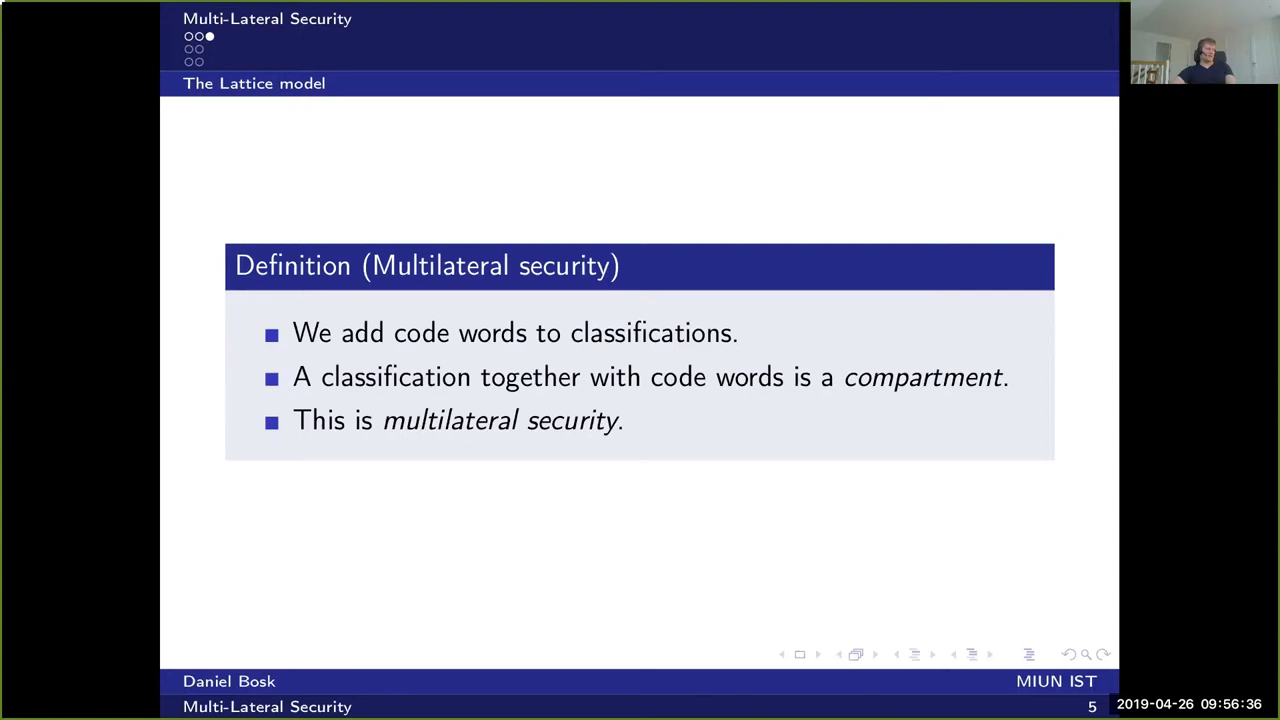 Multi-Lateral Security
The Lattice model
Definition (Multilateral security)
We add code words to classifications.
A classification together with code words is a compartment.
This is multilateral security.
Daniel Bosk
MIUN IST
Multi-Lateral Security
5
2019-04-26 09:56:36